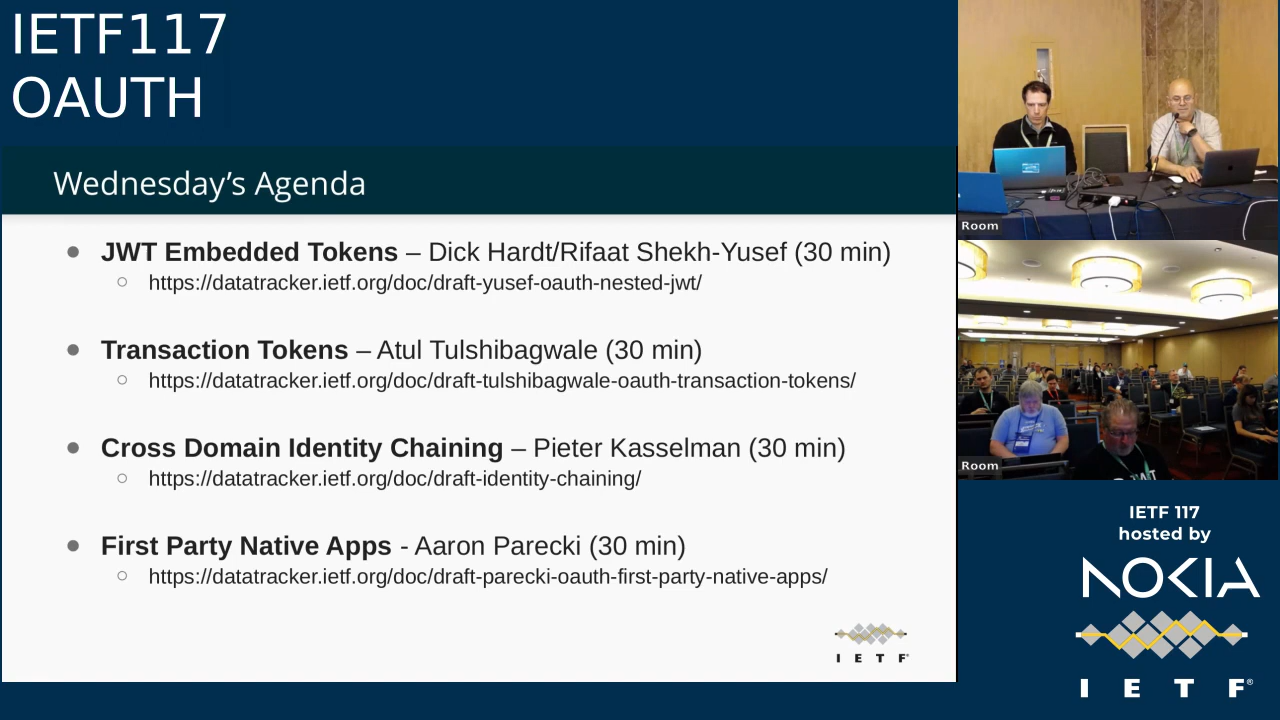 IETF117
OAUTH
Wednesday's Agenda
JWT Embedded Tokens – Dick Hardt/Rifaat Shekh-Yusef (30 min)
https://datatracker.ietf.org/doc/draft-yusef-oauth-nested-jwt/
Transaction Tokens – Atul Tulshibagwale (30 min)
https://datatracker.ietf.org/doc/draft-tulshibagwale-oauth-transaction-tokens/
Cross Domain Identity Chaining – Pieter Kasselman (30 min)
https://datatracker.ietf.org/doc/draft-identity-chaining/
First Party Native Apps - Aaron Parecki (30 min)
https://datatracker.ietf.org/doc/draft-parecki-oauth-first-party-native-apps/
I E T F®
Room
Room
IETF 117
hosted by
NOKIA
I E T F®